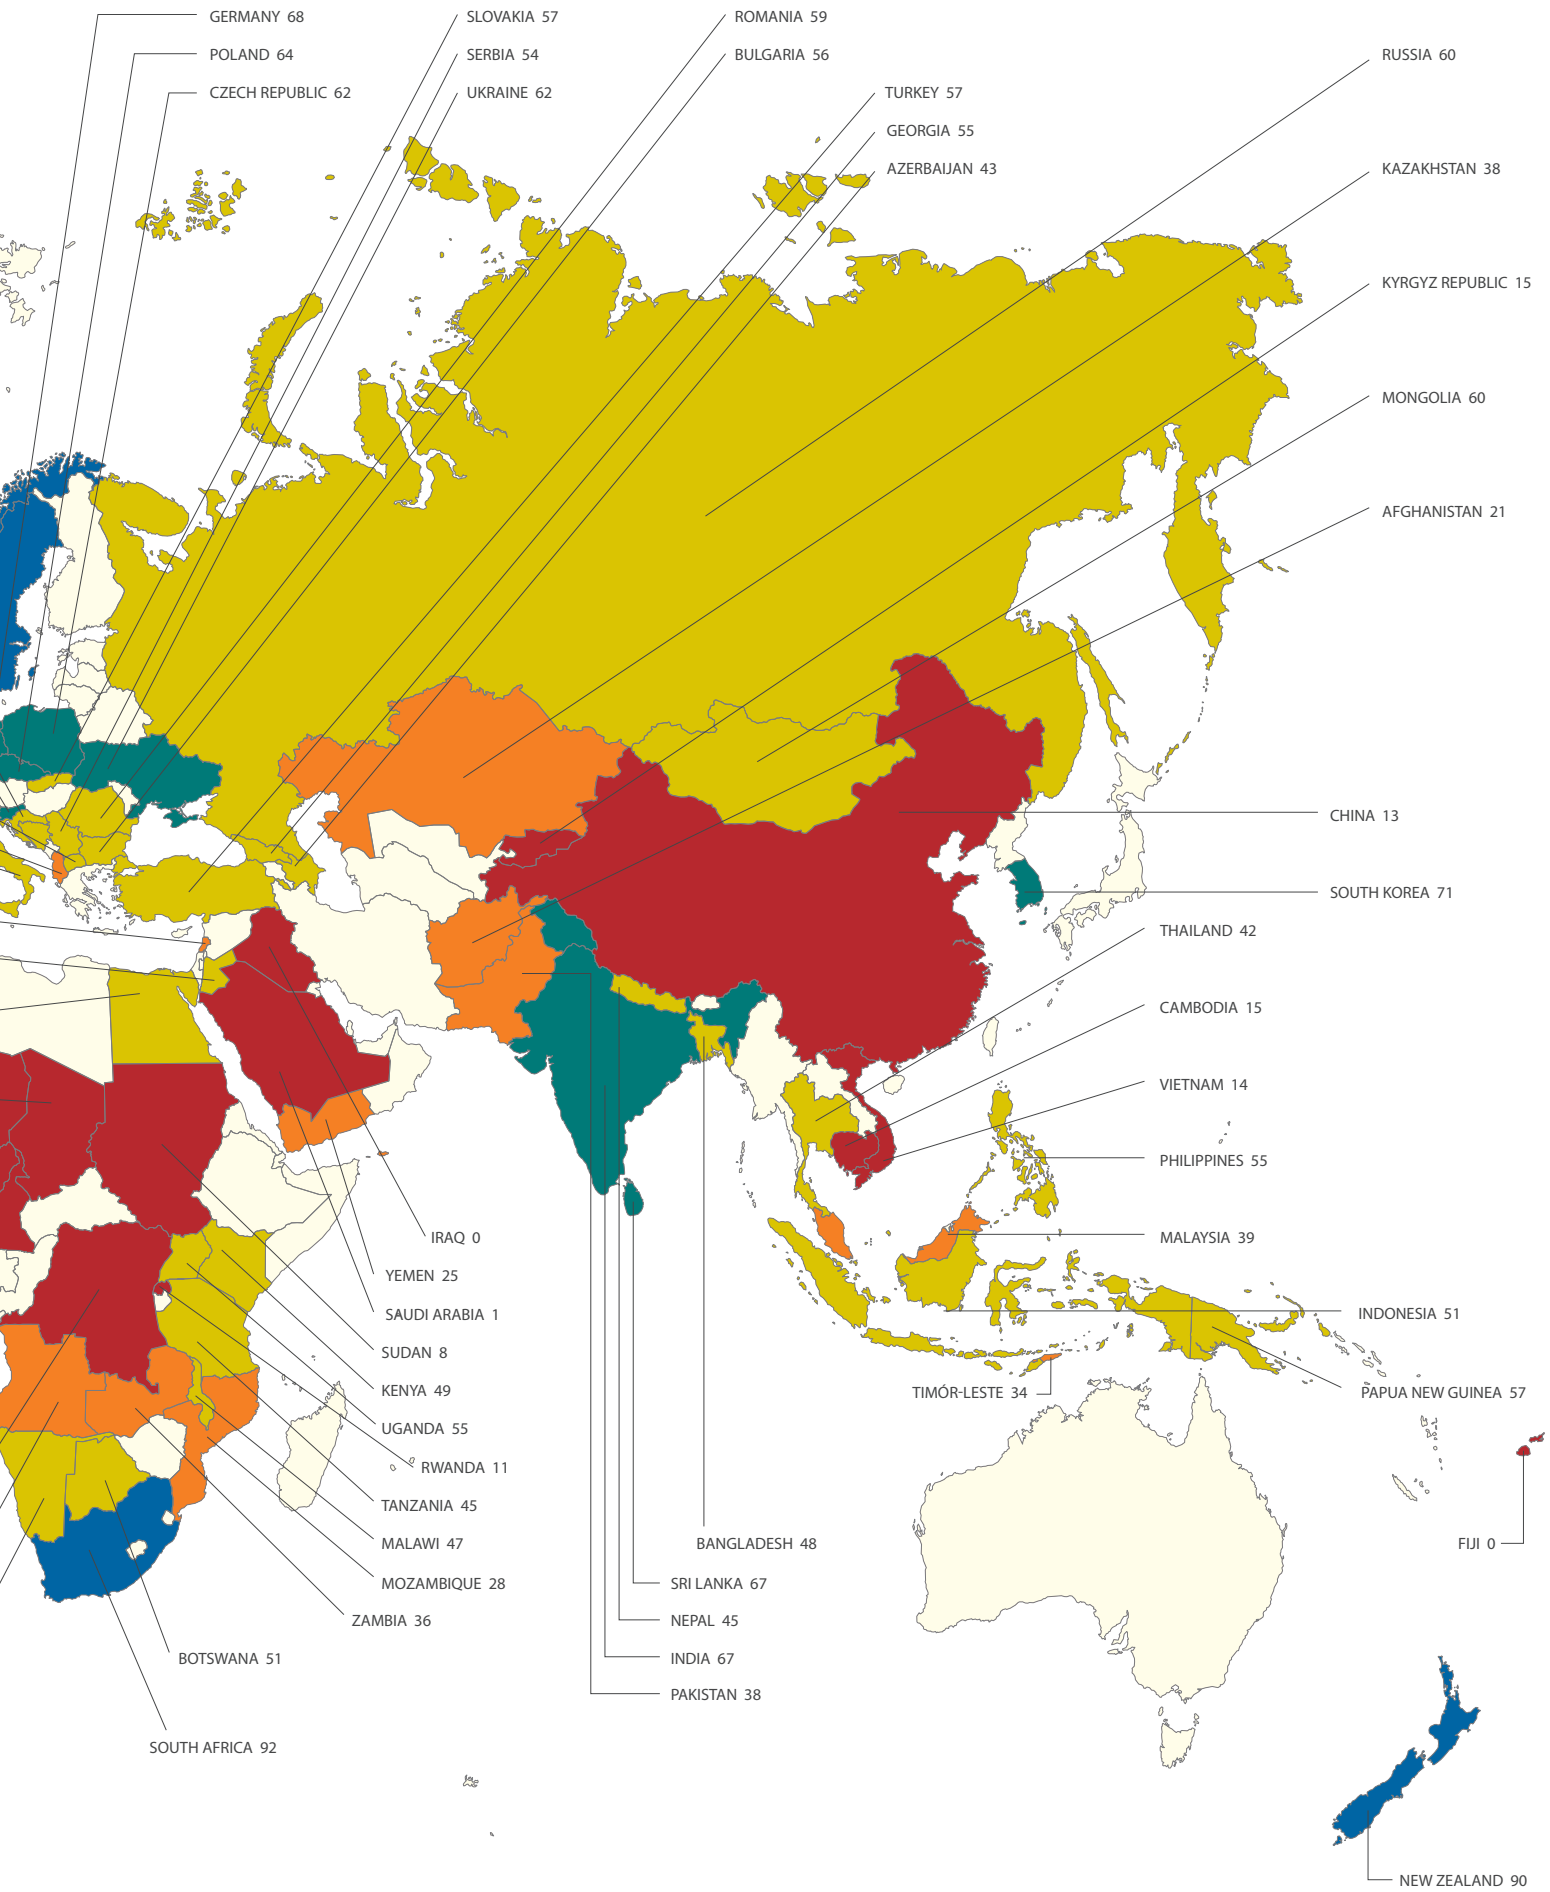 GERMANY 68
SLOVAKIA 57
ROMANIA 59
POLAND 64
SERBIA 54
BULGARIA 56
RUSSIA 60
CZECH REPUBLIC 62
UKRAINE 62
TURKEY 57
GEORGIA 55
AZERBAIJAN 43
KAZAKHSTAN 38
KYRGYZ REPUBLIC 15
MONGOLIA 60
AFGHANISTAN 21
CHINA 13
SOUTH KOREA 71
THAILAND 42
CAMBODIA 15
VIETNAM 14
PHILIPPINES 55
IRAQ 0
MALAYSIA 39
YEMEN 25
SAUDI ARABIA 1
INDONESIA 51
SUDAN 8
KENYA 49
TIMÓR-LESTE 34
PAPUA NEW GUINEA 57
UGANDA 55
RWANDA 11
TANZANIA 45
MALAWI 47
BANGLADESH 48
FIJI 0
MOZAMBIQUE 28
SRI LANKA 67
ZAMBIA 36
NEPAL 45
BOTSWANA 51
INDIA 67
PAKISTAN 38
SOUTH AFRICA 92
NEW ZEALAND 90